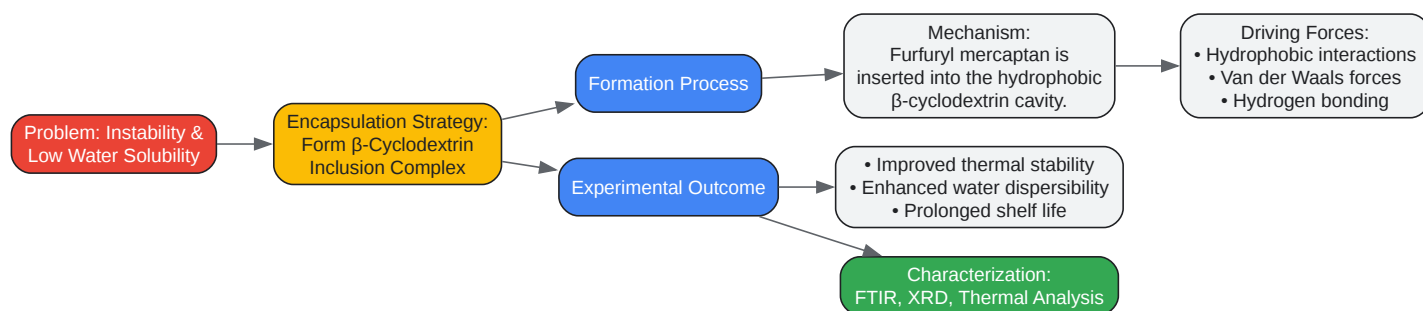 Problem: Instability &
Low Water Solubility
Encapsulation Strategy:
Form β-Cyclodextrin
Inclusion Complex
Formation Process
Experimental Outcome
Mechanism:
Furfuryl mercaptan is
inserted into the hydrophobic
β-cyclodextrin cavity.
Driving Forces:
• Hydrophobic interactions
• Van der Waals forces
• Hydrogen bonding
• Improved thermal stability
• Enhanced water dispersibility
• Prolonged shelf life
Characterization:
FTIR, XRD, Thermal Analysis